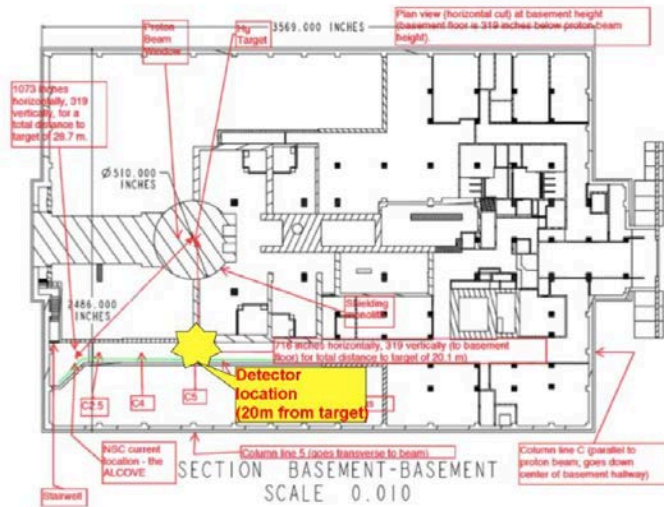 Proton
Beam
Window
Hg
Target
3569.000 INCHES
Plan view (horizontal cut) at basement height
(basement floor is 319 inches below proton beam
height).
1073 inches
horizontally, 319
vertically, for a
total distance to
target of 28.7 m.
Ø510.000
INCHES
2486.000
INCHES
Shielding
monolith
716 inches horizontally, 319 vertically (to basement
floor) for total distance to target of 20.1 m)
Detector
location
(20m from target)
C2.5
C4
C5
NSC current
location - the
ALCOVE
Stairwell
Column line 5 (goes transverse to beam)
Column line C (parallel to
proton beam, goes down
center of basement hallway)
SECTION BASEMENT-BASEMENT
SCALE 0.010